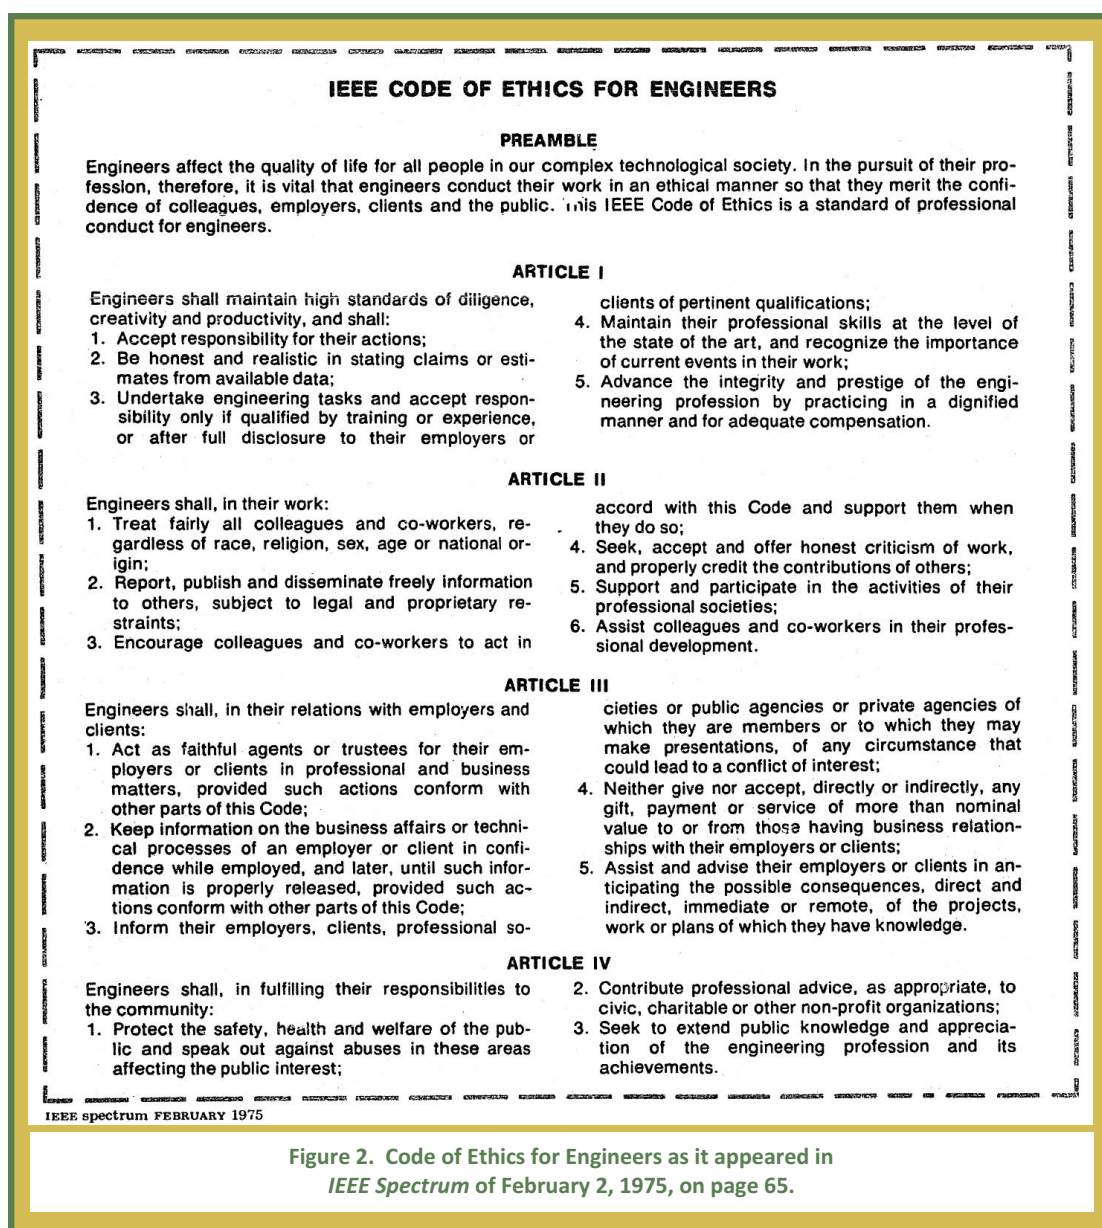 IEEE CODE OF ETHICS FOR ENGINEERS
PREAMBLE
Engineers affect the quality of life for all people in our complex technological society. In the pursuit of their pro-
fession, therefore, it is vital that engineers conduct their work in an ethical manner so that they merit the confi-
dence of colleagues, employers, clients and the public. This IEEE Code of Ethics is a standard of professional
conduct for engineers.
ARTICLE I
Engineers shall maintain high standards of diligence,
creativity and productivity, and shall:
1. Accept responsibility for their actions;
2. Be honest and realistic in stating claims or esti-
mates from available data;
3. Undertake engineering tasks and accept respon-
sibility only if qualified by training or experience,
or after full disclosure to their employers or
clients of pertinent qualifications;
4. Maintain their professional skills at the level of
the state of the art, and recognize the importance
of current events in their work;
5. Advance the integrity and prestige of the engi-
neering profession by practicing in a dignified
manner and for adequate compensation.
ARTICLE II
Engineers shall, in their work:
1. Treat fairly all colleagues and co-workers, re-
gardless of race, religion, sex, age or national or-
igin;
2. Report, publish and disseminate freely information
to others, subject to legal and proprietary re-
straints;
3. Encourage colleagues and co-workers to act in
accord with this Code and support them when
they do so;
4. Seek, accept and offer honest criticism of work,
and properly credit the contributions of others;
5. Support and participate in the activities of their
professional societies;
6. Assist colleagues and co-workers in their profes-
sional development.
ARTICLE III
Engineers shall, in their relations with employers and
clients:
1. Act as faithful agents or trustees for their em-
ployers or clients in professional and business
matters, provided such actions conform with
other parts of this Code;
2. Keep information on the business affairs or techni-
cal processes of an employer or client in confi-
dence while employed, and later, until such infor-
mation is properly released, provided such ac-
tions conform with other parts of this Code;
3. Inform their employers, clients, professional so-
cieties or public agencies or private agencies of
which they are members or to which they may
make presentations, of any circumstance that
could lead to a conflict of interest;
4. Neither give nor accept, directly or indirectly, any
gift, payment or service of more than nominal
value to or from those having business relation-
ships with their employers or clients;
5. Assist and advise their employers or clients in an-
ticipating the possible consequences, direct and
indirect, immediate or remote, of the projects,
work or plans of which they have knowledge.
ARTICLE IV
Engineers shall, in fulfilling their responsibilities to
the community:
1. Protect the safety, health and welfare of the pub-
lic and speak out against abuses in these areas
affecting the public interest;
2. Contribute professional advice, as appropriate, to
civic, charitable or other non-profit organizations;
3. Seek to extend public knowledge and apprecia-
tion of the engineering profession and its
achievements.
IEEE spectrum FEBRUARY 1975
Figure 2. Code of Ethics for Engineers as it appeared in
IEEE Spectrum of February 2, 1975, on page 65.